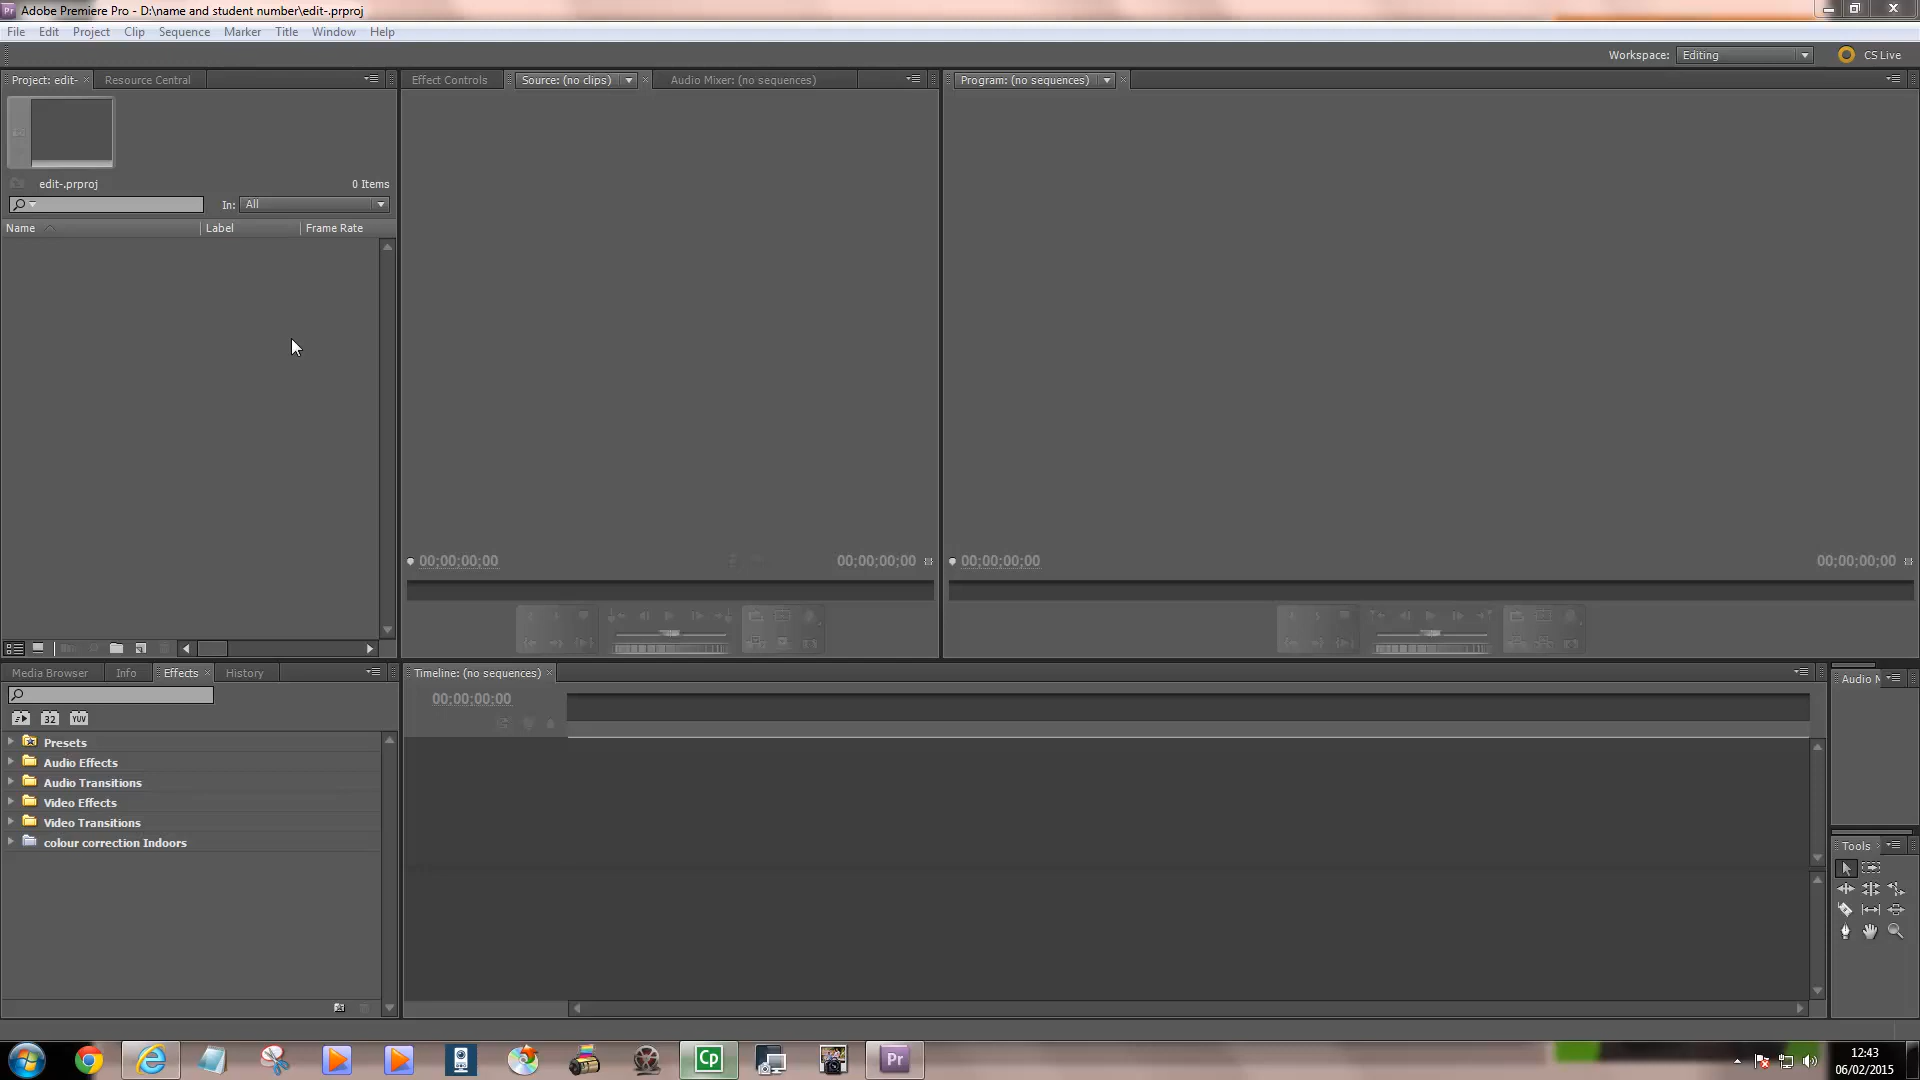 Pr Adobe Premiere Pro - D:\name and student number\edit-.prproj
File Edit Project Clip Sequence Marker Title Window Help
Workspace: Editing CS Live
Project: edit- Resource Central
Effect Controls Source: (no clips) Audio Mixer: (no sequences)
Program: (no sequences)
edit-.prproj 0 Items
In: All
Name Label Frame Rate
00;00;00;00 00;00;00;00
00;00;00;00 00;00;00;00
Media Browser Info Effects History
Timeline: (no sequences)
00;00;00;00
32 YUV
Presets
Audio Effects
Audio Transitions
Video Effects
Video Transitions
colour correction Indoors
Audio
Tools
Cp
Pr
12:43
06/02/2015